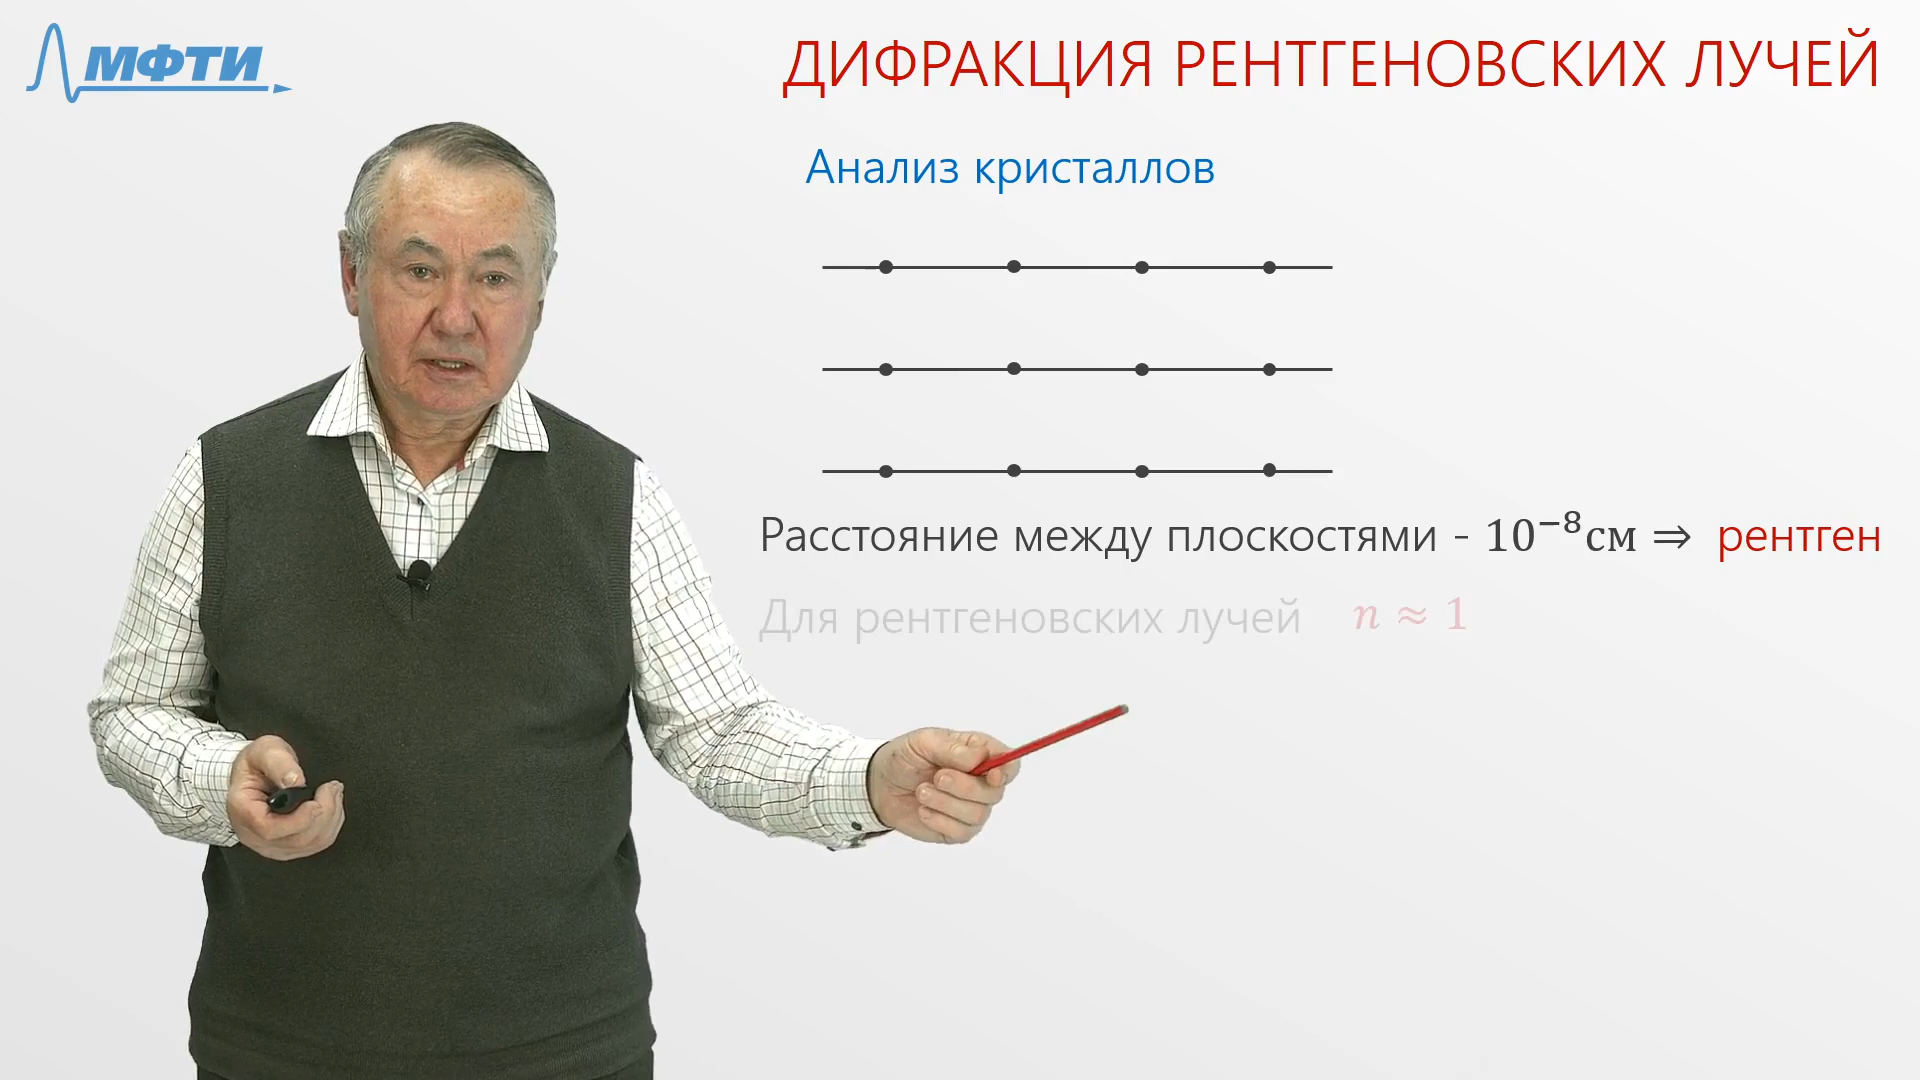 МФТИ
ДИФРАКЦИЯ РЕНТГЕНОВСКИХ ЛУЧЕЙ
Анализ кристаллов
Расстояние между плоскостями - 10⁻⁸см ⇒ рентген
Для рентгеновских лучей n ≈ 1